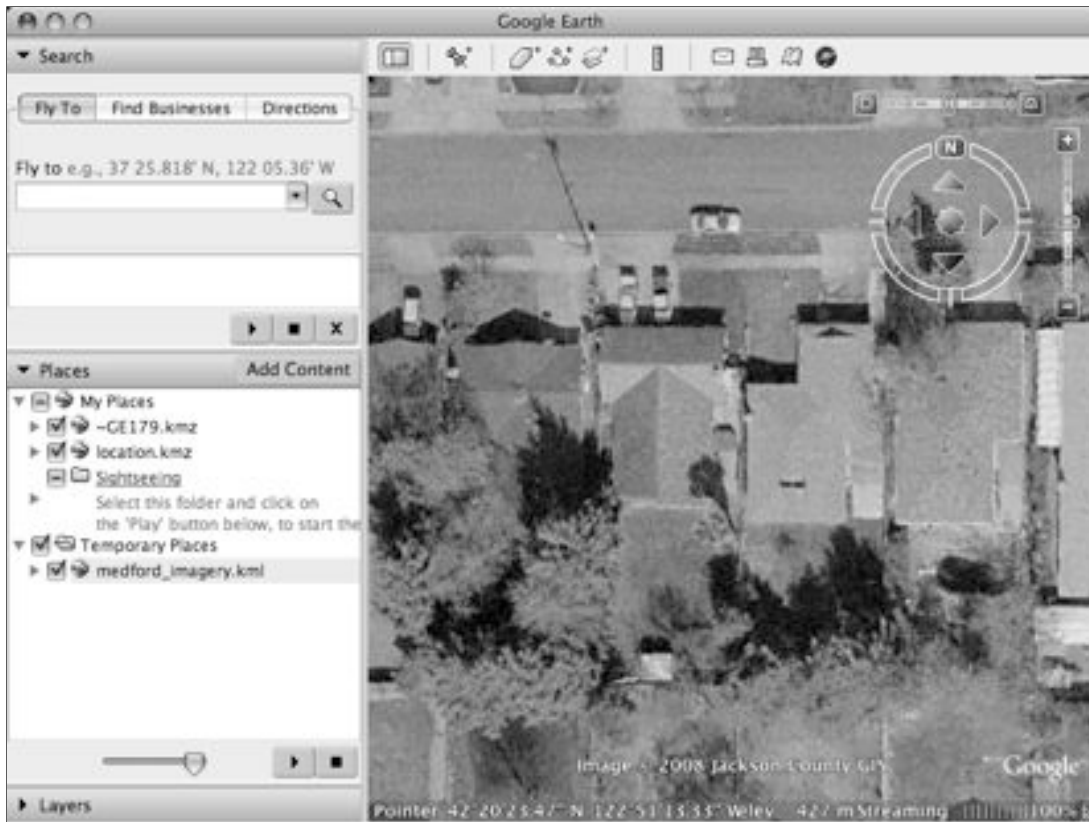 Google Earth
Search
Fly To
Find Businesses
Directions
Fly to e.g., 37 25.818' N, 122 05.36' W
X
Places
Add Content
My Places
~GE179.kmz
location.kmz
Sightseeing
Select this folder and click on
the 'Play' button below, to start the
Temporary Places
medford_imagery.kml
Layers
N
Image © 2008 Jackson County GIS
Google
Pointer 42°20'23.47" N 122°51'13.33" W elev 427 m Streaming 100%